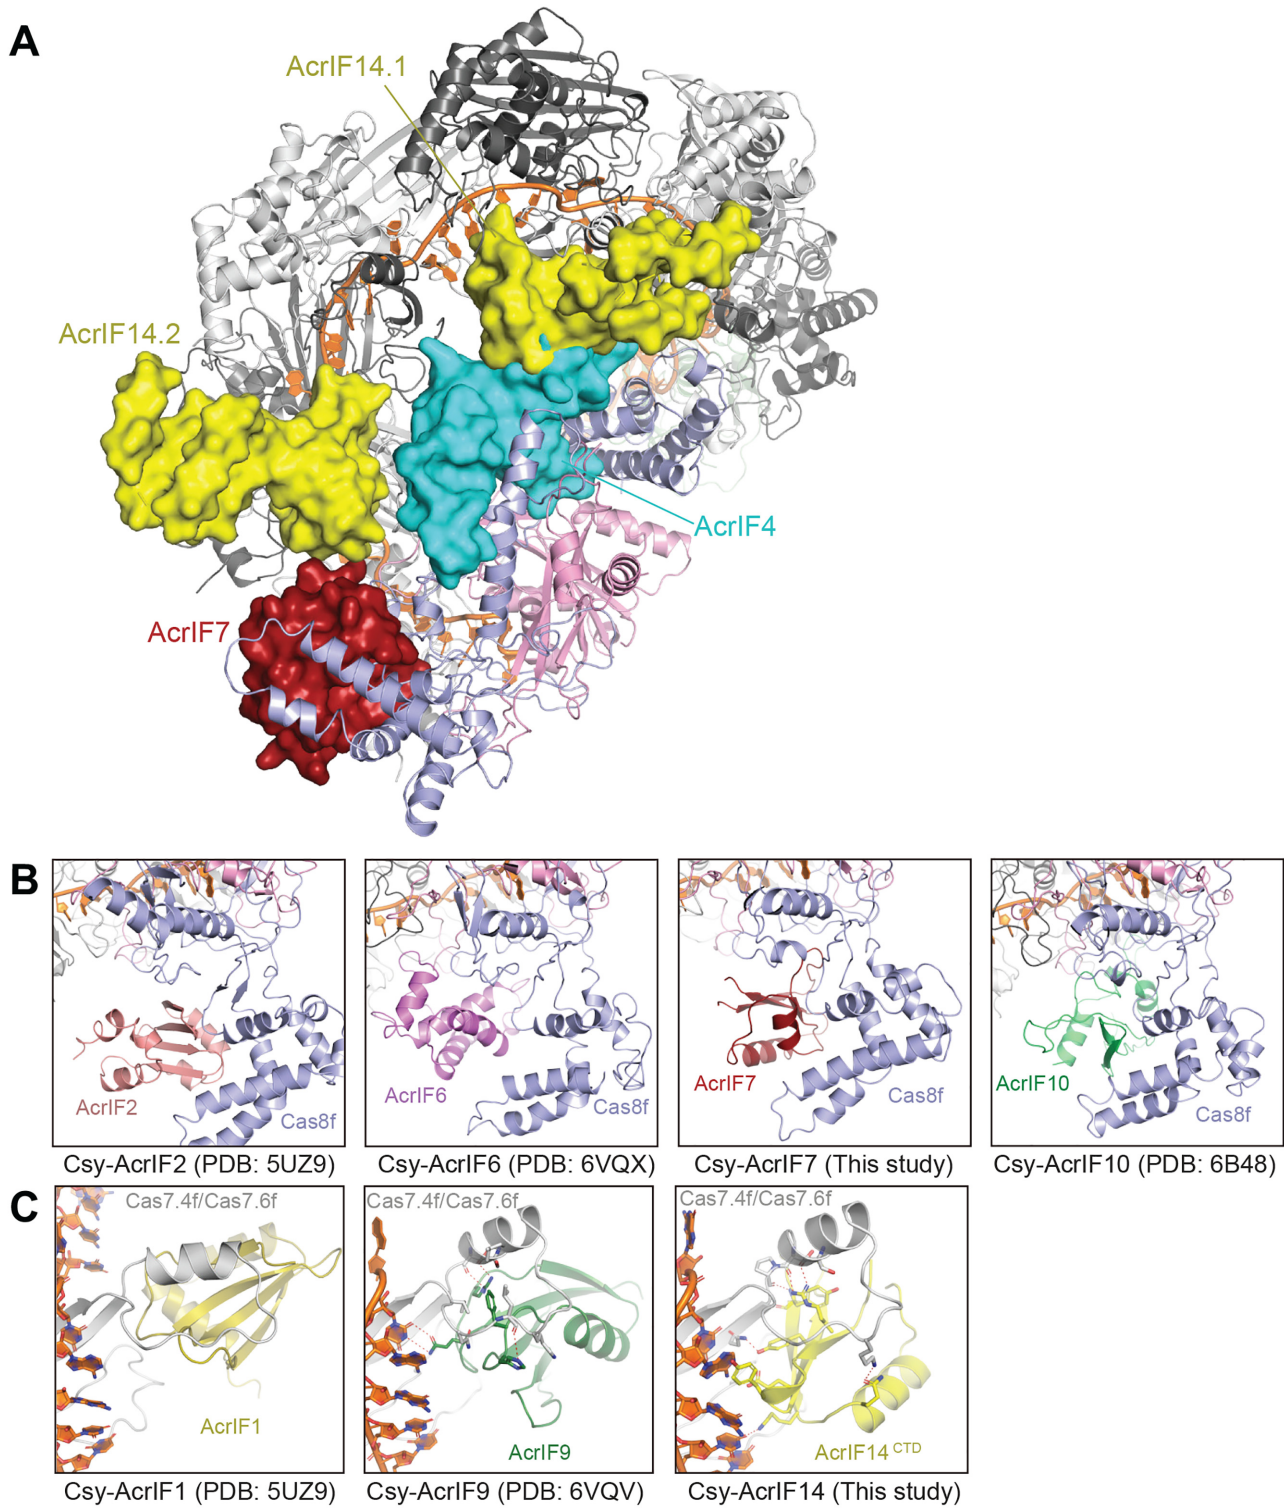 A
AcrIF14.1
AcrIF14.2
AcrIF4
AcrIF7
B
AcrIF2
Cas8f
AcrIF6
Cas8f
AcrIF7
Cas8f
AcrIF10
Cas8f
Csy-AcrIF2 (PDB: 5UZ9)
Csy-AcrIF6 (PDB: 6VQX)
Csy-AcrIF7 (This study)
Csy-AcrIF10 (PDB: 6B48)
C
Cas7.4f/Cas7.6f
Cas7.4f/Cas7.6f
Cas7.4f/Cas7.6f
AcrIF1
AcrIF9
AcrIF14 CTD
Csy-AcrIF1 (PDB: 5UZ9)
Csy-AcrIF9 (PDB: 6VQV)
Csy-AcrIF14 (This study)